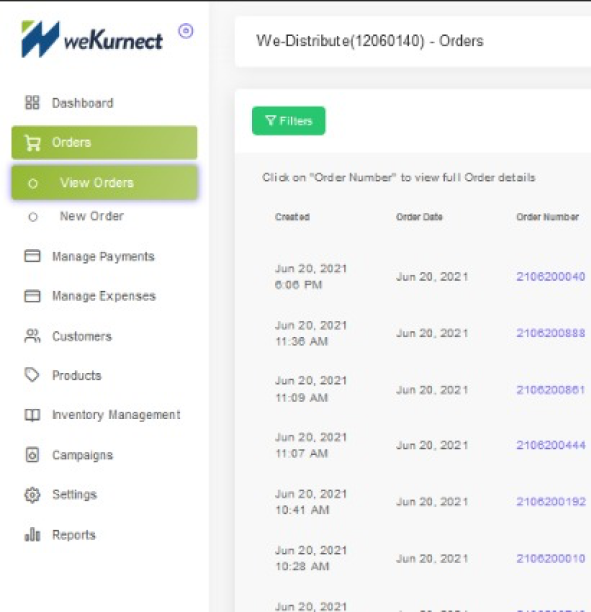 weKurnect
We-Distribute(12060140) - Orders
Dashboard
Orders
View Orders
New Order
Manage Payments
Manage Expenses
Customers
Products
Inventory Management
Campaigns
Settings
Reports
Filters
Click on "Order Number" to view full Order details
Created Order Date Order Number
Jun 20, 2021
6:06 PM
Jun 20, 2021 2106200040
Jun 20, 2021
11:36 AM
Jun 20, 2021 2106200888
Jun 20, 2021
11:09 AM
Jun 20, 2021 2106200861
Jun 20, 2021
11:07 AM
Jun 20, 2021 2106200444
Jun 20, 2021
10:41 AM
Jun 20, 2021 2106200192
Jun 20, 2021
10:28 AM
Jun 20, 2021 2106200010
Jun 20, 2021